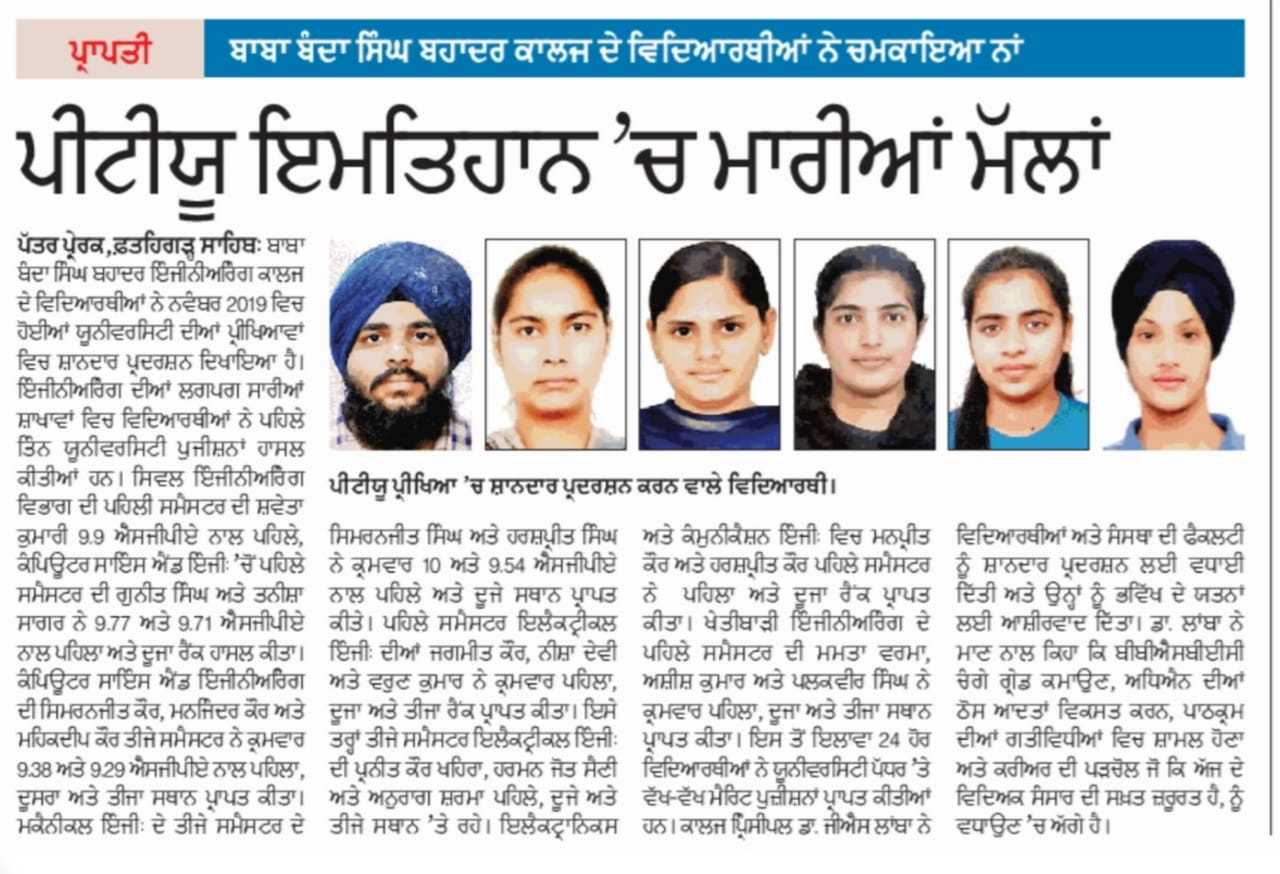 ਪ੍ਰਾਪਤੀ
ਬਾਬਾ ਬੰਦਾ ਸਿੰਘ ਬਹਾਦਰ ਕਾਲਜ ਦੇ ਵਿਦਿਆਰਥੀਆਂ ਨੇ ਚਮਕਾਇਆ ਨਾਂ
ਪੀਟੀਯੂ ਇਮਤਿਹਾਨ ’ਚ ਮਾਰੀਆਂ ਮੱਲਾਂ
ਪੱਤਰ ਪ੍ਰੇਰਕ,ਫ਼ਤਹਿਗੜ੍ਹ ਸਾਹਿਬਃ ਬਾਬਾ
ਬੰਦਾ ਸਿੰਘ ਬਹਾਦਰ ਇੰਜੀਨੀਅਰਿੰਗ ਕਾਲਜ
ਦੇ ਵਿਦਿਆਰਥੀਆਂ ਨੇ ਨਵੰਬਰ 2019 ਵਿਚ
ਹੋਈਆਂ ਯੂਨੀਵਰਸਿਟੀ ਦੀਆਂ ਪ੍ਰੀਖਿਆਵਾਂ
ਵਿਚ ਸ਼ਾਨਦਾਰ ਪ੍ਰਦਰਸ਼ਨ ਦਿਖਾਇਆ ਹੈ।
ਇੰਜੀਨੀਅਰਿੰਗ ਦੀਆਂ ਲਗਪਗ ਸਾਰੀਆਂ
ਸ਼ਾਖਾਵਾਂ ਵਿਚ ਵਿਦਿਆਰਥੀਆਂ ਨੇ ਪਹਿਲੇ
ਤਿੰਨ ਯੂਨੀਵਰਸਿਟੀ ਪੁਜੀਸ਼ਨਾਂ ਹਾਸਲ
ਕੀਤੀਆਂ ਹਨ। ਸਿਵਲ ਇੰਜੀਨੀਅਰਿੰਗ
ਵਿਭਾਗ ਦੀ ਪਹਿਲੀ ਸਮੈਸਟਰ ਦੀ ਸ਼ਵੇਤਾ
ਕੁਮਾਰੀ 9.9 ਐਸਜੀਪੀਏ ਨਾਲ ਪਹਿਲੇ,
ਕੰਪਿਊਟਰ ਸਾਇੰਸ ਐਂਡ ਇੰਜੀਃ ’ਚੋਂ ਪਹਿਲੇ
ਸਮੈਸਟਰ ਦੀ ਗੁਨੀਤ ਸਿੰਘ ਅਤੇ ਤਨੀਸ਼ਾ
ਸਾਗਰ ਨੇ 9.77 ਅਤੇ 9.71 ਐਸਜੀਪੀਏ
ਨਾਲ ਪਹਿਲਾ ਅਤੇ ਦੂਜਾ ਰੈਂਕ ਹਾਸਲ ਕੀਤਾ।
ਕੰਪਿਊਟਰ ਸਾਇੰਸ ਐਂਡ ਇੰਜੀਨੀਅਰਿੰਗ
ਦੀ ਸਿਮਰਨਜੀਤ ਕੌਰ, ਮਨਜਿੰਦਰ ਕੌਰ ਅਤੇ
ਮਹਿਕਦੀਪ ਕੌਰ ਤੀਜੇ ਸਮੈਸਟਰ ਨੇ ਕ੍ਰਮਵਾਰ
9.38 ਅਤੇ 9.29 ਐਸਜੀਪੀਏ ਨਾਲ ਪਹਿਲਾ,
ਦੂਸਰਾ ਅਤੇ ਤੀਜਾ ਸਥਾਨ ਪ੍ਰਾਪਤ ਕੀਤਾ।
ਮਕੈਨੀਕਲ ਇੰਜੀਃ ਦੇ ਤੀਜੇ ਸਮੈਸਟਰ ਦੇ
ਪੀਟੀਯੂ ਪ੍ਰੀਖਿਆ ’ਚ ਸ਼ਾਨਦਾਰ ਪ੍ਰਦਰਸ਼ਨ ਕਰਨ ਵਾਲੇ ਵਿਦਿਆਰਥੀ।
ਸਿਮਰਨਜੀਤ ਸਿੰਘ ਅਤੇ ਹਰਸ਼ਪ੍ਰੀਤ ਸਿੰਘ
ਨੇ ਕ੍ਰਮਵਾਰ 10 ਅਤੇ 9.54 ਐਸਜੀਪੀਏ
ਨਾਲ ਪਹਿਲੇ ਅਤੇ ਦੂਜੇ ਸਥਾਨ ਪ੍ਰਾਪਤ
ਕੀਤੇ। ਪਹਿਲੇ ਸਮੈਸਟਰ ਇਲੈਕਟ੍ਰੀਕਲ
ਇੰਜੀਃ ਦੀਆਂ ਜਗਮੀਤ ਕੌਰ, ਨੀਸ਼ਾ ਦੇਵੀ
ਅਤੇ ਵਰੁਣ ਕੁਮਾਰ ਨੇ ਕ੍ਰਮਵਾਰ ਪਹਿਲਾ,
ਦੂਜਾ ਅਤੇ ਤੀਜਾ ਰੈਂਕ ਪ੍ਰਾਪਤ ਕੀਤਾ। ਇਸੇ
ਤਰ੍ਹਾਂ ਤੀਜੇ ਸਮੈਸਟਰ ਇਲੈਕਟ੍ਰੀਕਲ ਇੰਜੀਃ
ਦੀ ਪ੍ਰਨੀਤ ਕੌਰ ਖਹਿਰਾ, ਹਰਮਨ ਜੋਤ ਸੈਣੀ
ਅਤੇ ਅਨੁਰਾਗ ਸ਼ਰਮਾ ਪਹਿਲੇ, ਦੂਜੇ ਅਤੇ
ਤੀਜੇ ਸਥਾਨ ’ਤੇ ਰਹੇ। ਇਲੈਕਟ੍ਰਾਨਿਕਸ
ਅਤੇ ਕੰਮੁਨੀਕੈਸ਼ਨ ਇੰਜੀਃ ਵਿਚ ਮਨਪ੍ਰੀਤ
ਕੌਰ ਅਤੇ ਹਰਸ਼ਪ੍ਰੀਤ ਕੌਰ ਪਹਿਲੇ ਸਮੈਸਟਰ
ਨੇ ਪਹਿਲਾ ਅਤੇ ਦੂਜਾ ਰੈਂਕ ਪ੍ਰਾਪਤ
ਕੀਤਾ। ਖੇਤੀਬਾੜੀ ਇੰਜੀਨੀਅਰਿੰਗ ਦੇ
ਪਹਿਲੇ ਸਮੈਸਟਰ ਦੀ ਮਮਤਾ ਵਰਮਾ,
ਅਸ਼ੀਸ਼ ਕੁਮਾਰ ਅਤੇ ਪਲਕਵੀਰ ਸਿੰਘ ਨੇ
ਕ੍ਰਮਵਾਰ ਪਹਿਲਾ, ਦੂਜਾ ਅਤੇ ਤੀਜਾ ਸਥਾਨ
ਪ੍ਰਾਪਤ ਕੀਤਾ। ਇਸ ਤੋਂ ਇਲਾਵਾ 24 ਹੋਰ
ਵਿਦਿਆਰਥੀਆਂ ਨੇ ਯੂਨੀਵਰਸਿਟੀ ਪੱਧਰ ’ਤੇ
ਵੱਖ-ਵੱਖ ਮੈਰਿਟ ਪੁਜ਼ੀਸ਼ਨਾਂ ਪ੍ਰਾਪਤ ਕੀਤੀਆਂ
ਹਨ। ਕਾਲਜ ਪ੍ਰਿੰਸੀਪਲ ਡਾ. ਜੀਐਸ ਲਾਂਬਾ ਨੇ
ਵਿਦਿਆਰਥੀਆਂ ਅਤੇ ਸੰਸਥਾ ਦੀ ਫੈਕਲਟੀ
ਨੂੰ ਸ਼ਾਨਦਾਰ ਪ੍ਰਦਰਸ਼ਨ ਲਈ ਵਧਾਈ
ਦਿੱਤੀ ਅਤੇ ਉਨ੍ਹਾਂ ਨੂੰ ਭਵਿੱਖ ਦੇ ਯਤਨਾਂ
ਲਈ ਆਸ਼ੀਰਵਾਦ ਦਿੱਤਾ। ਡਾ. ਲਾਂਬਾ ਨੇ
ਮਾਣ ਨਾਲ ਕਿਹਾ ਕਿ ਬੀਬੀਐਸਬੀਈਸੀ
ਚੰਗੇ ਗ੍ਰੇਡ ਕਮਾਉਣ, ਅਧਿਐਨ ਦੀਆਂ
ਠੋਸ ਆਦਤਾਂ ਵਿਕਸਤ ਕਰਨ, ਪਾਠਕ੍ਰਮ
ਦੀਆਂ ਗਤੀਵਿਧੀਆਂ ਵਿਚ ਸ਼ਾਮਲ ਹੋਣਾ
ਅਤੇ ਕਰੀਅਰ ਦੀ ਪੜਚੋਲ ਜੋ ਕਿ ਅੱਜ ਦੇ
ਵਿਦਿਅਕ ਸੰਸਾਰ ਦੀ ਸਖ਼ਤ ਜ਼ਰੂਰਤ ਹੈ, ਨੂੰ
ਵਧਾਉਣ ’ਚ ਅੱਗੇ ਹੈ।